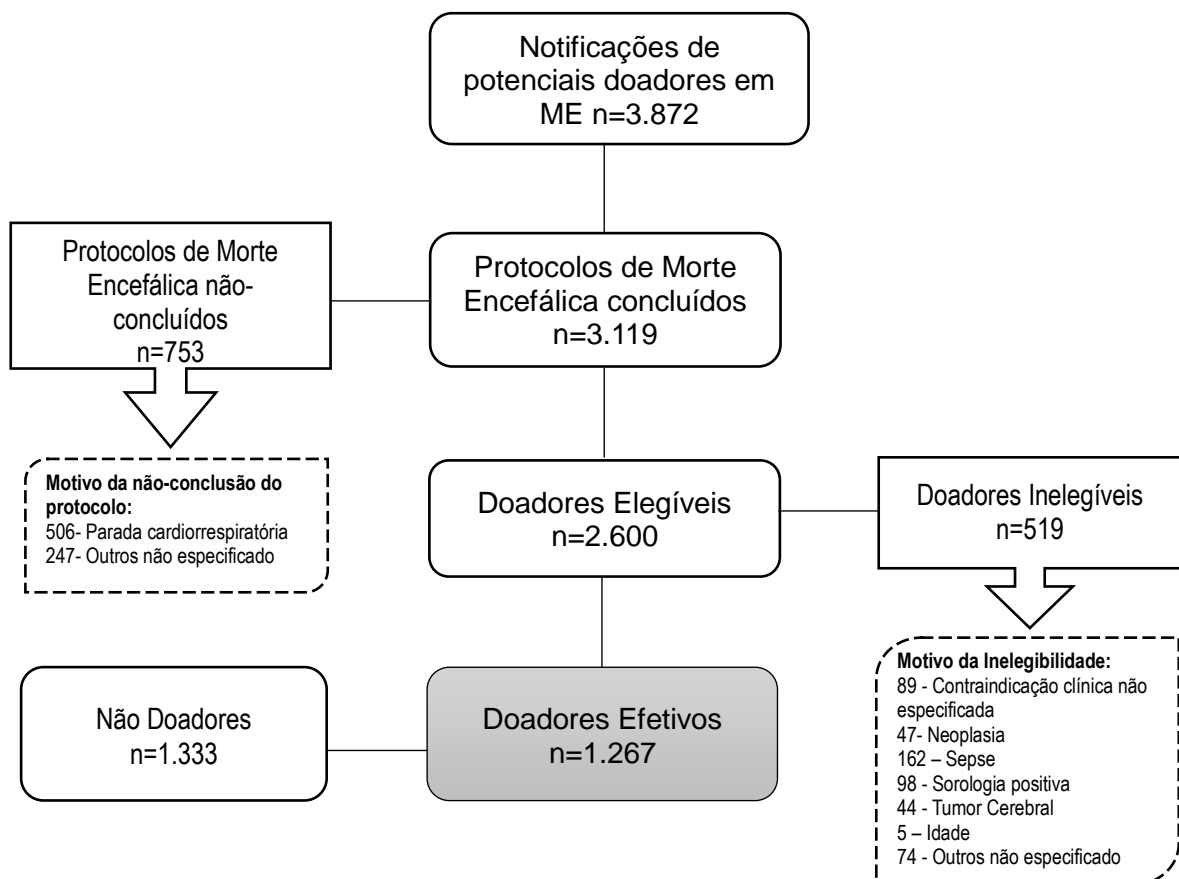 Notificações de
potenciais doadores em
ME n=3.872
Protocolos de Morte
Encefálica não-
concluídos
n=753
Protocolos de Morte
Encefálica concluídos
n=3.119
Motivo da não-conclusão do
protocolo:
506- Parada cardiorrespiratória
247- Outros não especificado
Doadores Elegíveis
n=2.600
Doadores Inelegíveis
n=519
Motivo da Inelegibilidade:
89 - Contraindicação clínica não
especificada
47- Neoplasia
162 – Sepse
98 - Sorologia positiva
44 - Tumor Cerebral
5 – Idade
74 - Outros não especificado
Não Doadores
n=1.333
Doadores Efetivos
n=1.267